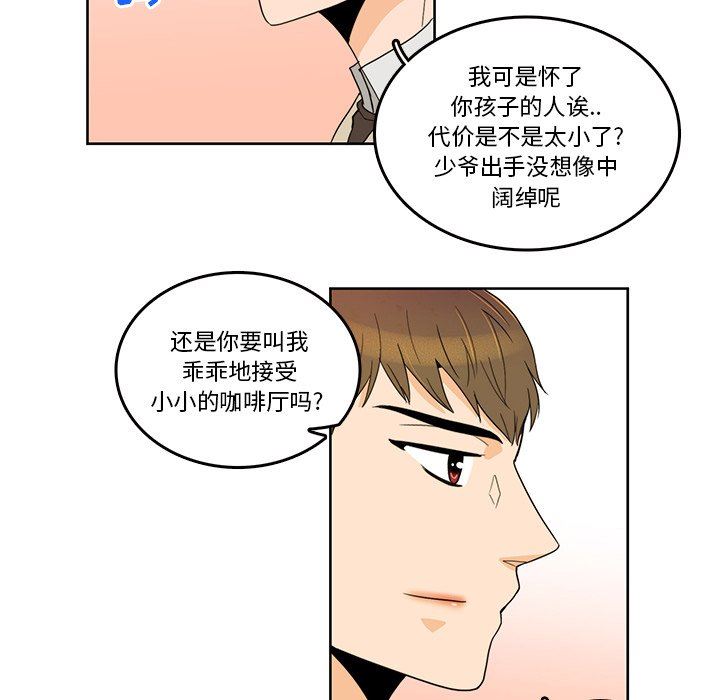 我可是怀了
你孩子的人诶..
代价是不是太小了?
少爷出手没想像中
阔绰呢
还是你要叫我
乖乖地接受
小小的咖啡厅吗?